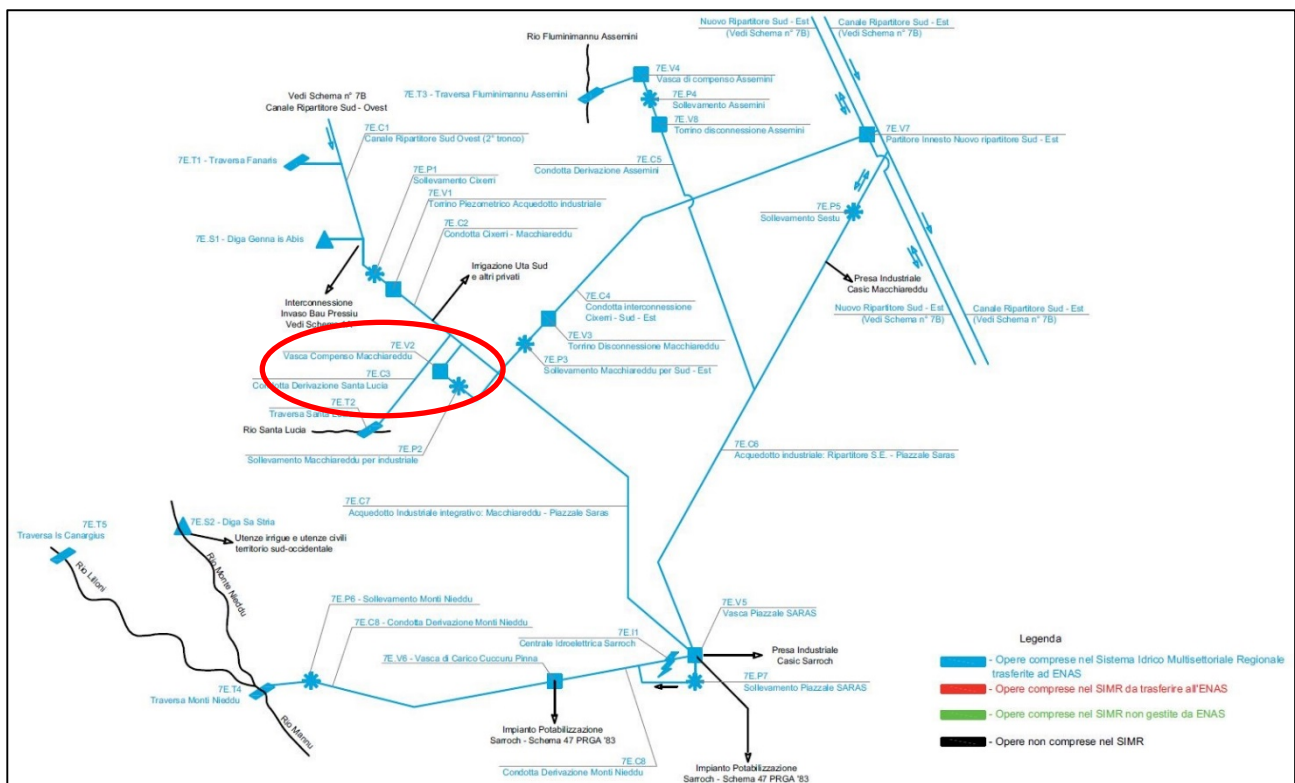 Nuovo Ripartitore Sud - Est
(Vedi Schema n° 7B)
Canale Ripartitore Sud - Est
(Vedi Schema n° 7B)
Rio Fluminimannu Assemini
7E.V4
Vasca di compenso Assemini
7E.T3 - Traversa Fluminimannu Assemini
7E.P4
Sollevamento Assemini
7E.V8
Torrino disconnessione Assemini
Vedi Schema n° 7B
Canale Ripartitore Sud - Ovest
7E.C1
Canale Ripartitore Sud Ovest (2° tronco)
7E.V7
Partitore Innesto Nuovo ripartitore Sud - Est
7E.T1 - Traversa Fanaris
7E.P1
Sollevamento Cixerri
7E.C5
Condotta Derivazione Assemini
7E.V1
Torrino Piezometrico Acquedotto industriale
7E.P5
Sollevamento Sestu
7E.C2
Condotta Cixerri - Macchiareddu
7E.S1 - Diga Genna is Abis
Irrigazione Uta Sud
e altri privati
Presa Industriale
Casic Macchiareddu
Interconnessione
Invaso Bau Pressiu
Vedi Schema
7E.C4
Condotta interconnessione
Cixerri - Sud - Est
Nuovo Ripartitore Sud - Est
(Vedi Schema n° 7B)
Canale Ripartitore Sud - Est
(Vedi Schema n° 7B)
7E.V3
Torrino Disconnessione Macchiareddu
7E.V2
Vasca Compenso Macchiareddu
7E.P3
Sollevamento Macchiareddu per Sud - Est
7E.C3
Condotta Derivazione Santa Lucia
7E.T2
Traversa Santa
Rio Santa Lucia
7E.P2
Sollevamento Macchiareddu per industriale
7E.C6
Acquedotto industriale: Ripartitore S.E. - Piazzale Saras
7E.C7
Acquedotto Industriale integrativo: Macchiareddu - Piazzale Saras
7E.T5
Traversa Is Canargius
7E.S2 - Diga Sa Stria
Utenze irrigue e utenze civili
territorio sud-occidentale
Rio Monte Nieddu
7E.P6 - Sollevamento Monti Nieddu
7E.C8 - Condotta Derivazione Monti Nieddu
7E.V5
Vasca Piazzale SARAS
7E.I1
Centrale Idroelettrica Sarroch
7E.V6 - Vasca di Carico Cuccuru Pinna
Presa Industriale
Casic Sarroch
7E.P7
Sollevamento Piazzale SARAS
7E.T4
Traversa Monti Nieddu
Rio Mannu
Impianto Potabilizzazione
Sarroch - Schema 47 PRGA '83
7E.C8
Condotta Derivazione Monti Nieddu
Impianto Potabilizzazione
Sarroch - Schema 47 PRGA '83
Legenda
- Opere comprese nel Sistema Idrico Multisettoriale Regionale
trasferite ad ENAS
- Opere comprese nel SIMR da trasferire all'ENAS
- Opere comprese nel SIMR non gestite da ENAS
- Opere non comprese nel SIMR